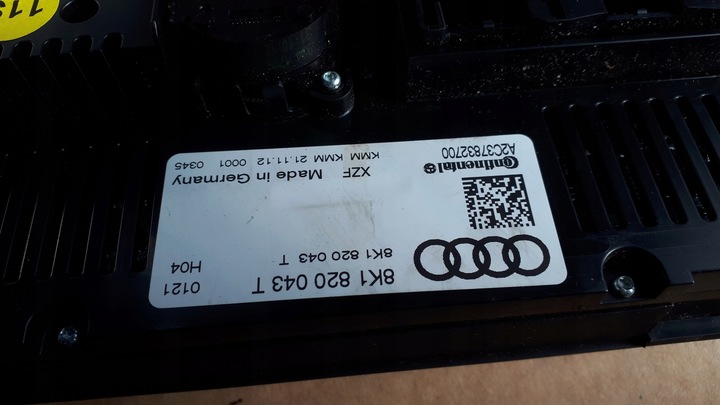 8K1 820 043 T 0121
8K1 820 043 T H04
XZF Made in Germany
Continental KMM KMM 21.11.12 0001 0345
A2C37832700